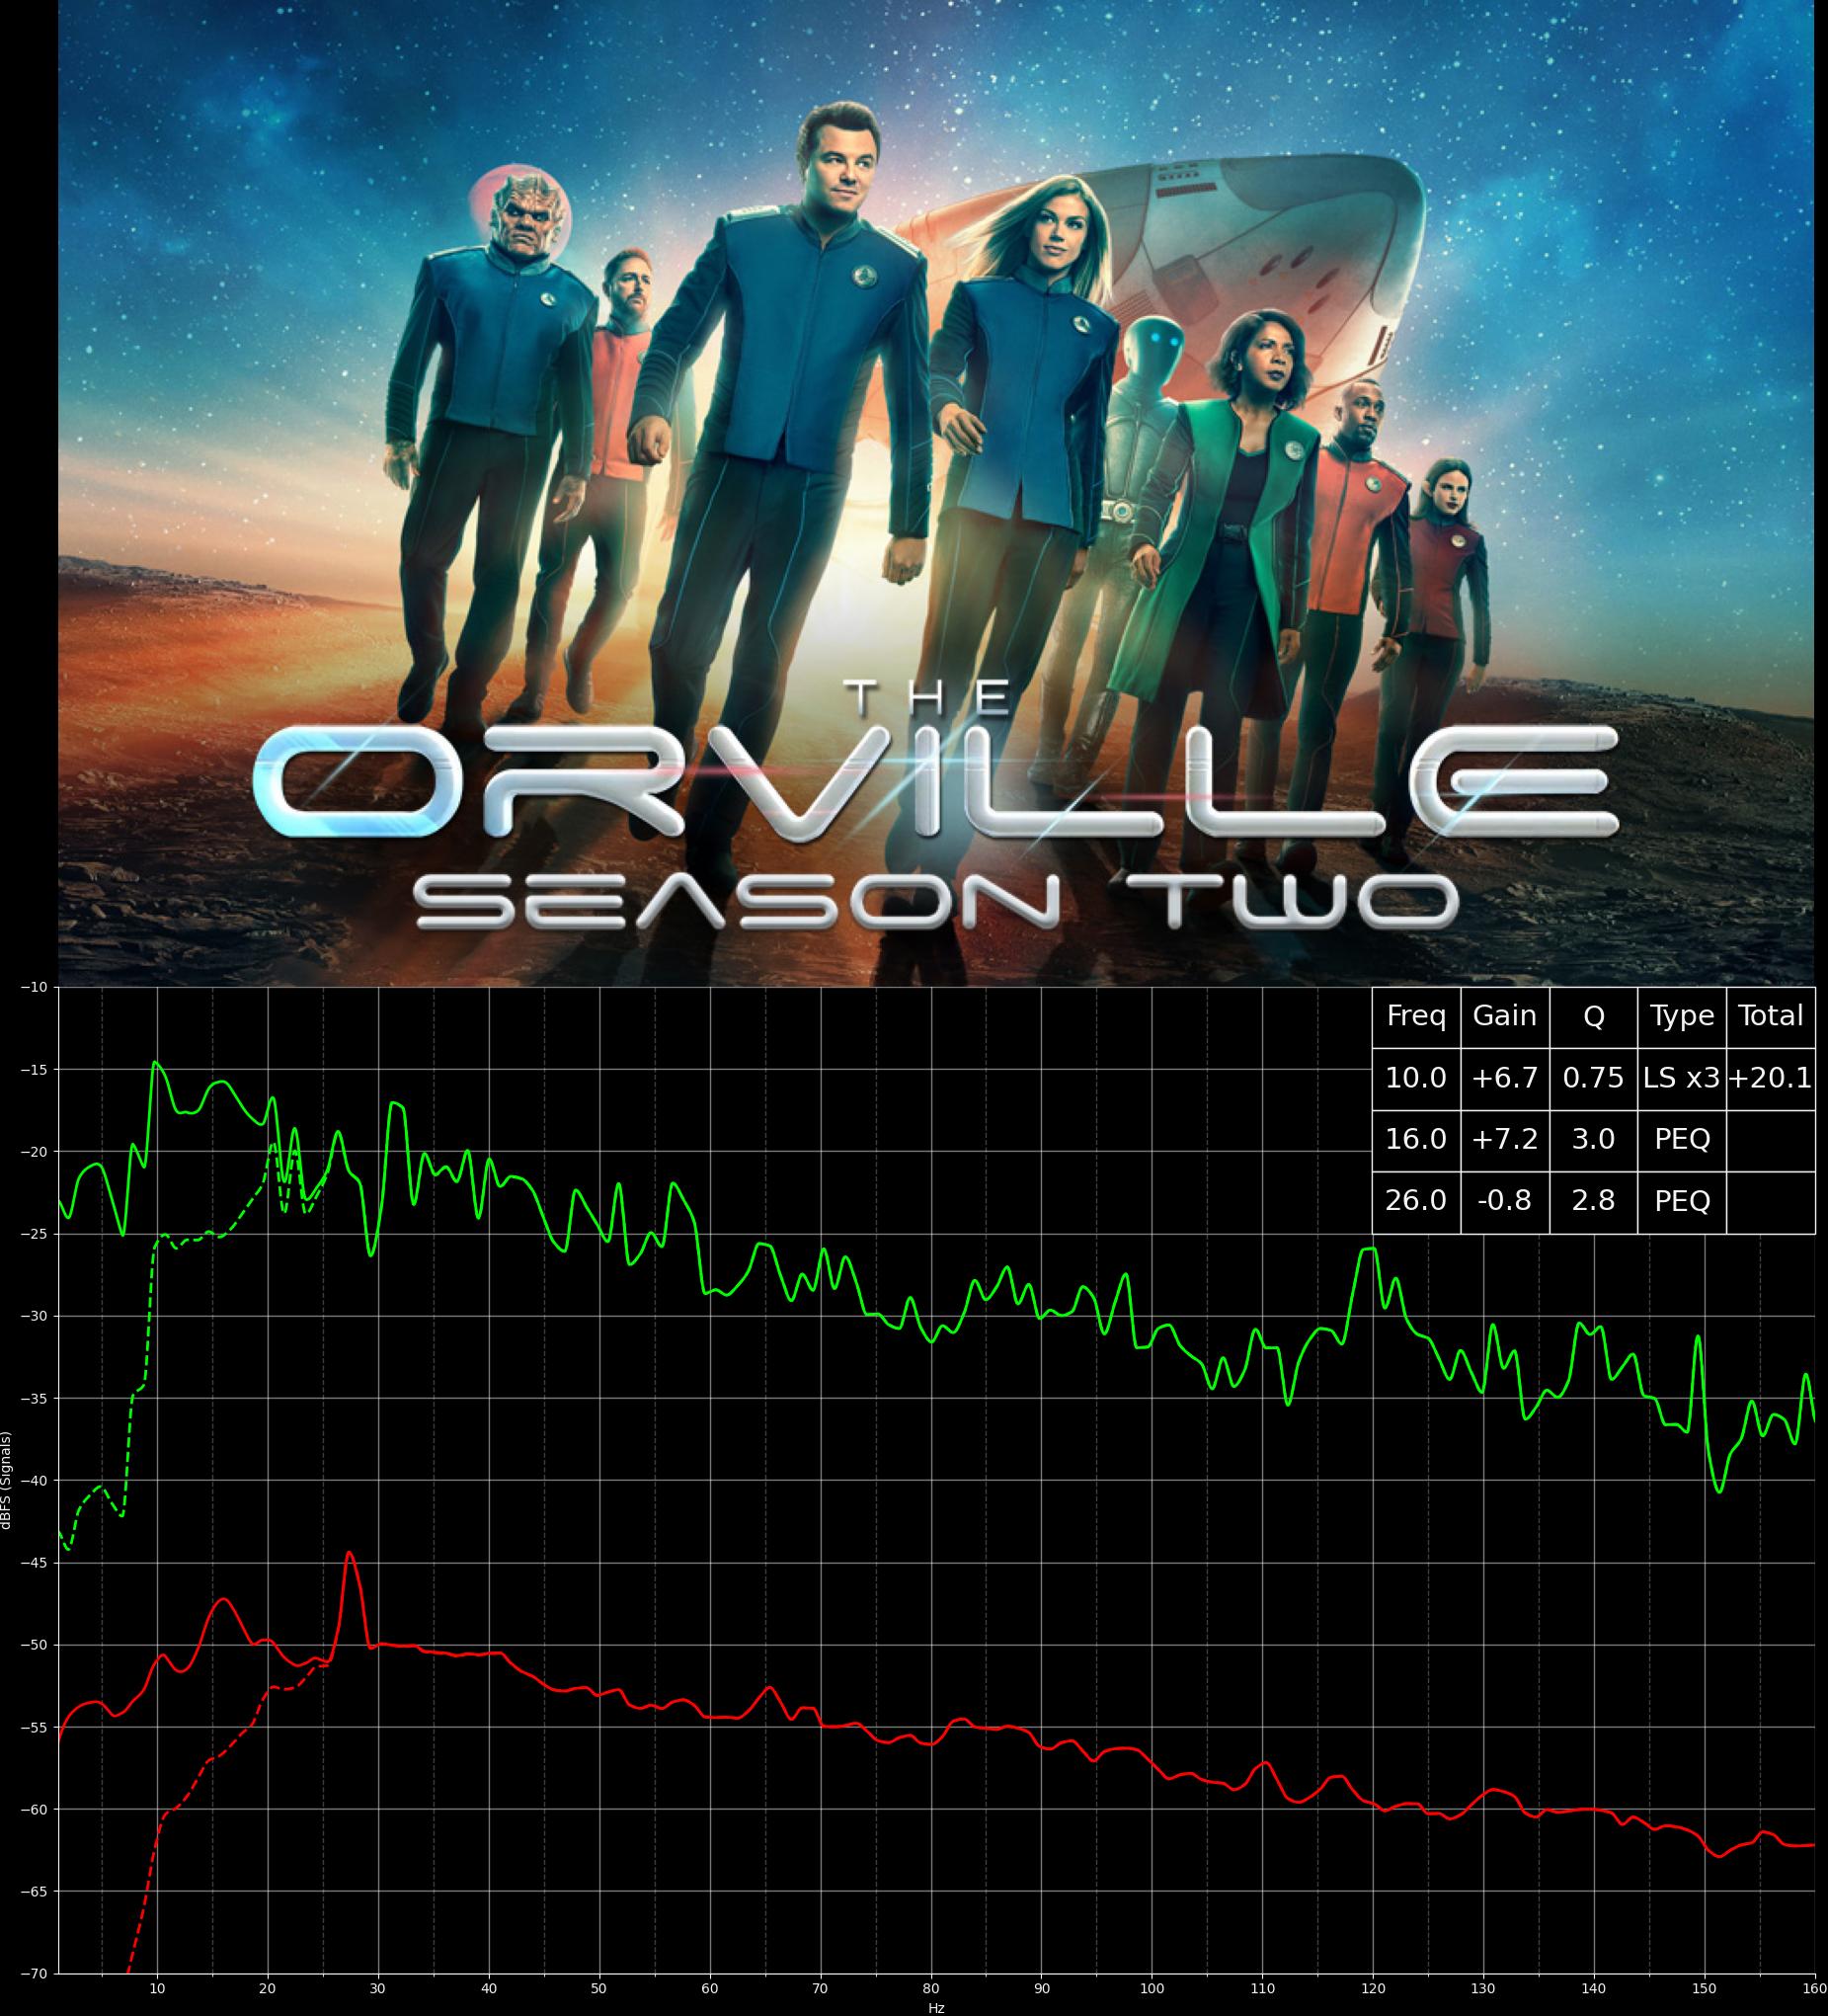 THE
ORVILLE
SEASON TWO
Freq Gain Q Type Total
10.0 +6.7 0.75 LS x3 +20.1
16.0 +7.2 3.0 PEQ
26.0 -0.8 2.8 PEQ
−10
−15
−20
−25
−30
−35
−40
−45
−50
−55
−60
−65
−70
dBFS (Signals)
10 20 30 40 50 60 70 80 90 100 110 120 130 140 150 160
Hz